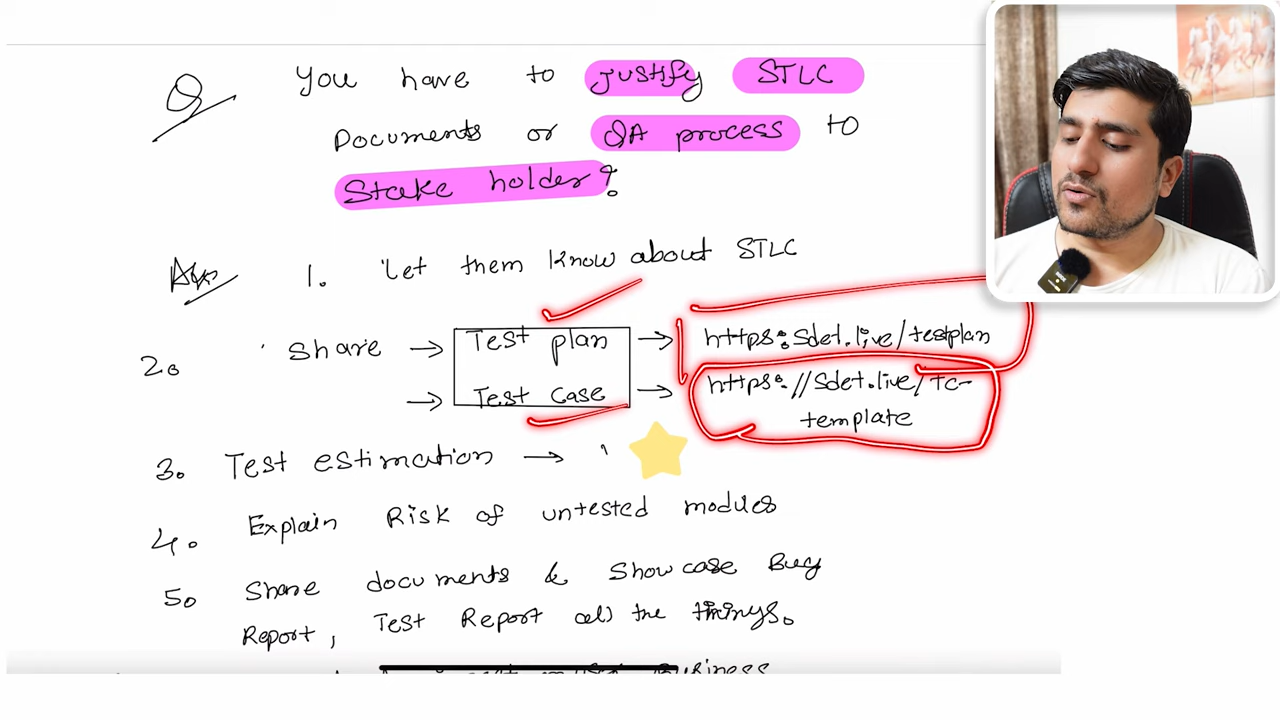 Q You have to justify STLC
Documents or QA process to
Stake holder?
Ans 1. Let them know about STLC
2. Share → Test plan → https:sdet.live/testplan
→ Test case → https://sdet.live/tc-
template
3. Test estimation →
4. Explain Risk of untested modules
5. Share documents & Showcase Bug
Report, Test Report all the things.
Business